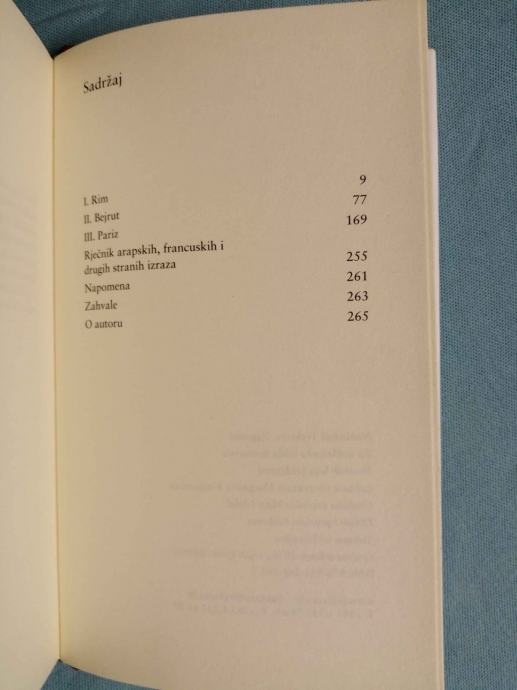 Sadržaj
I. Rim 9
II. Bejrut 77
III. Pariz 169
Rječnik arapskih, francuskih i
drugih stranih izraza 255
Napomena 261
Zahvale 263
O autoru 265